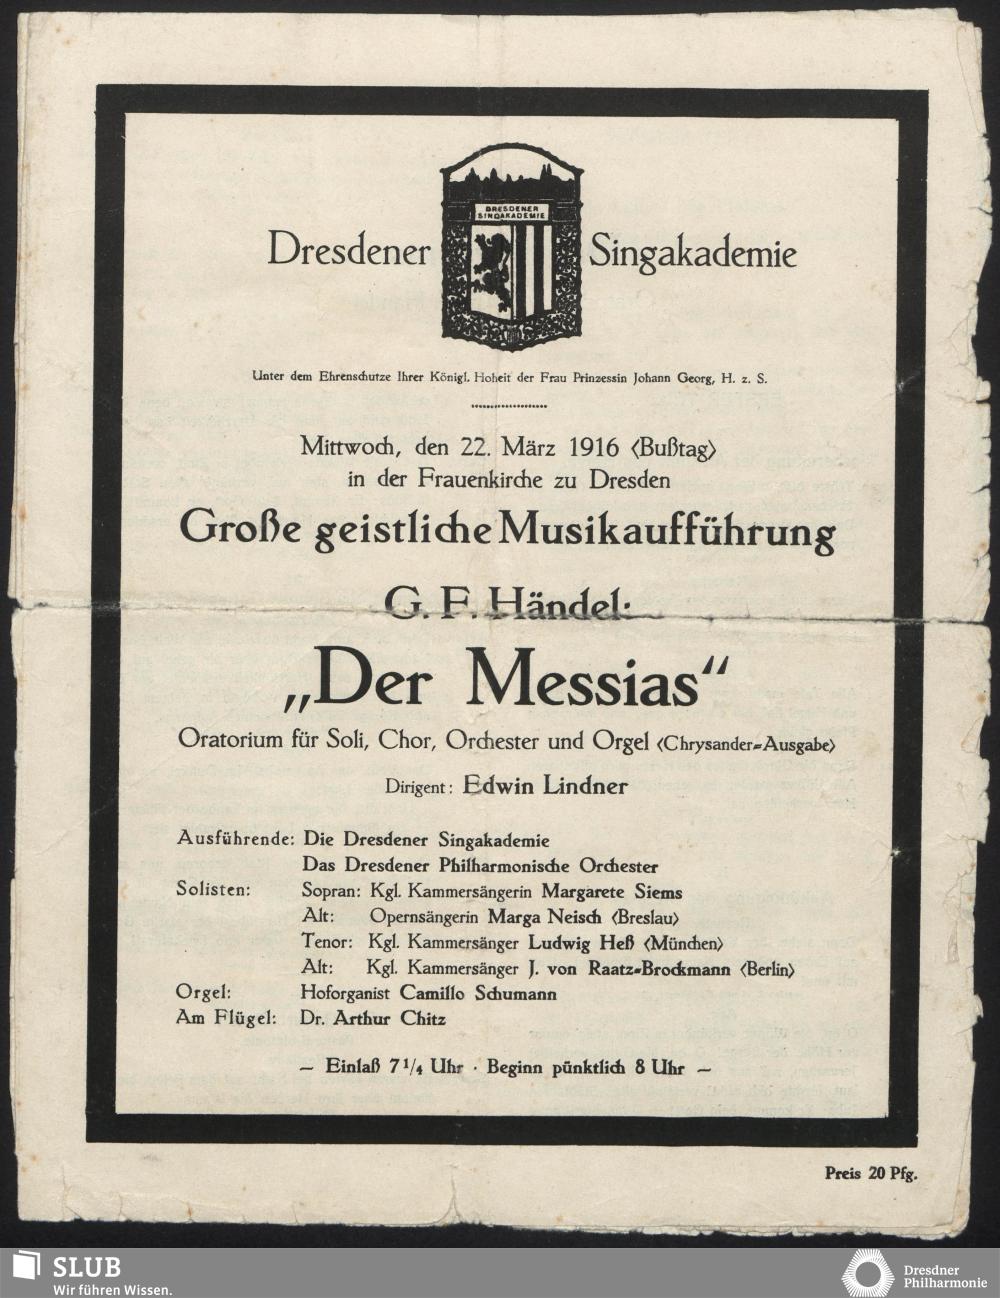 DRESDENER
SINGAKADEMIE
Dresdener Singakademie
Unter dem Ehrenschutze Ihrer Königl. Hoheit der Frau Prinzessin Johann Georg, H. z. S.
Mittwoch, den 22. März 1916 <Bußtag>
in der Frauenkirche zu Dresden
Große geistliche Musikaufführung
G. F. Händel:
„Der Messias“
Oratorium für Soli, Chor, Orchester und Orgel <Chrysander=Ausgabe>
Dirigent: Edwin Lindner
Ausführende: Die Dresdener Singakademie
Das Dresdener Philharmonische Orchester
Solisten: Sopran: Kgl. Kammersängerin Margarete Siems
Alt: Opernsängerin Marga Neisch <Breslau>
Tenor: Kgl. Kammersänger Ludwig Heß <München>
Alt: Kgl. Kammersänger J. von Raatz=Brockmann <Berlin>
Orgel: Hoforganist Camillo Schumann
Am Flügel: Dr. Arthur Chitz
— Einlaß 7 1/4 Uhr · Beginn pünktlich 8 Uhr —
Preis 20 Pfg.
SLUB
Wir führen Wissen.
Dresdner
Philharmonie